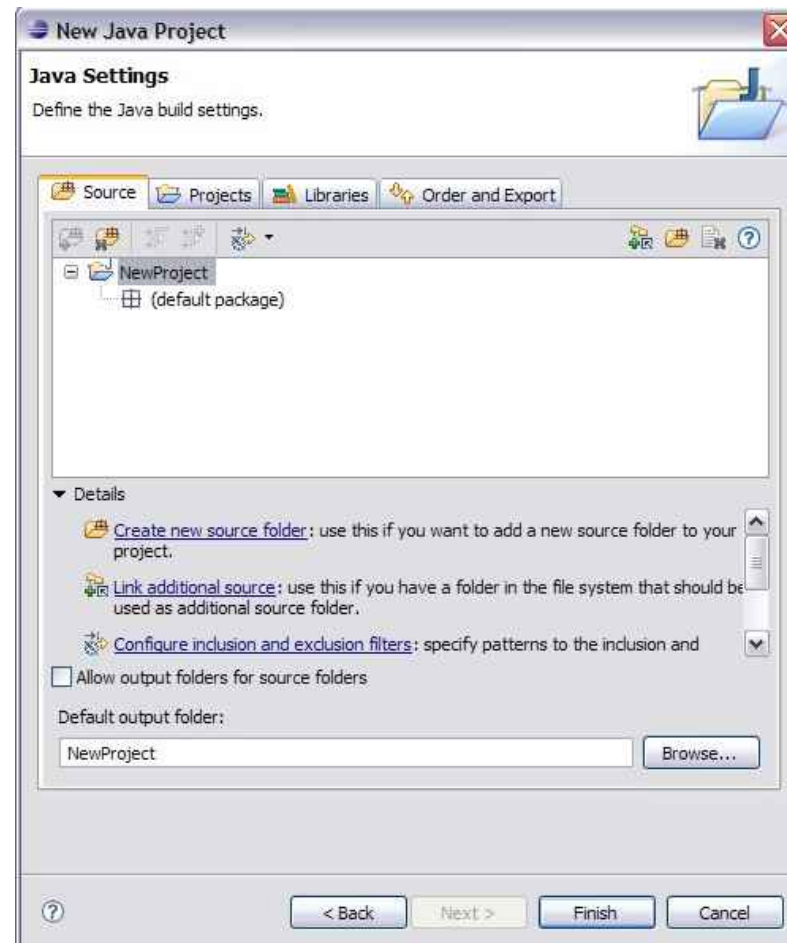 New Java Project
Java Settings
Define the Java build settings.
Source
Projects
Libraries
Order and Export
NewProject
(default package)
Details
Create new source folder: use this if you want to add a new source folder to your
project.
Link additional source: use this if you have a folder in the file system that should be
used as additional source folder.
Configure inclusion and exclusion filters: specify patterns to the inclusion and
Allow output folders for source folders
Default output folder:
NewProject
Browse...
< Back
Next >
Finish
Cancel